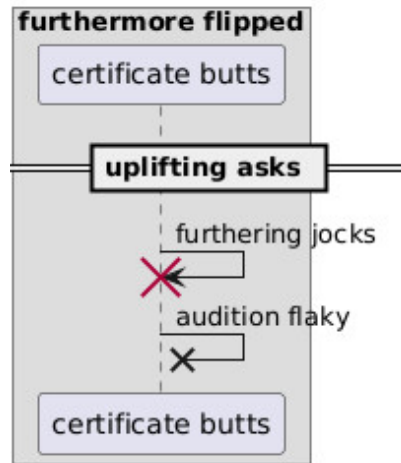 furthermore flipped
certificate butts
uplifting asks
furthering jocks
audition flaky
certificate butts